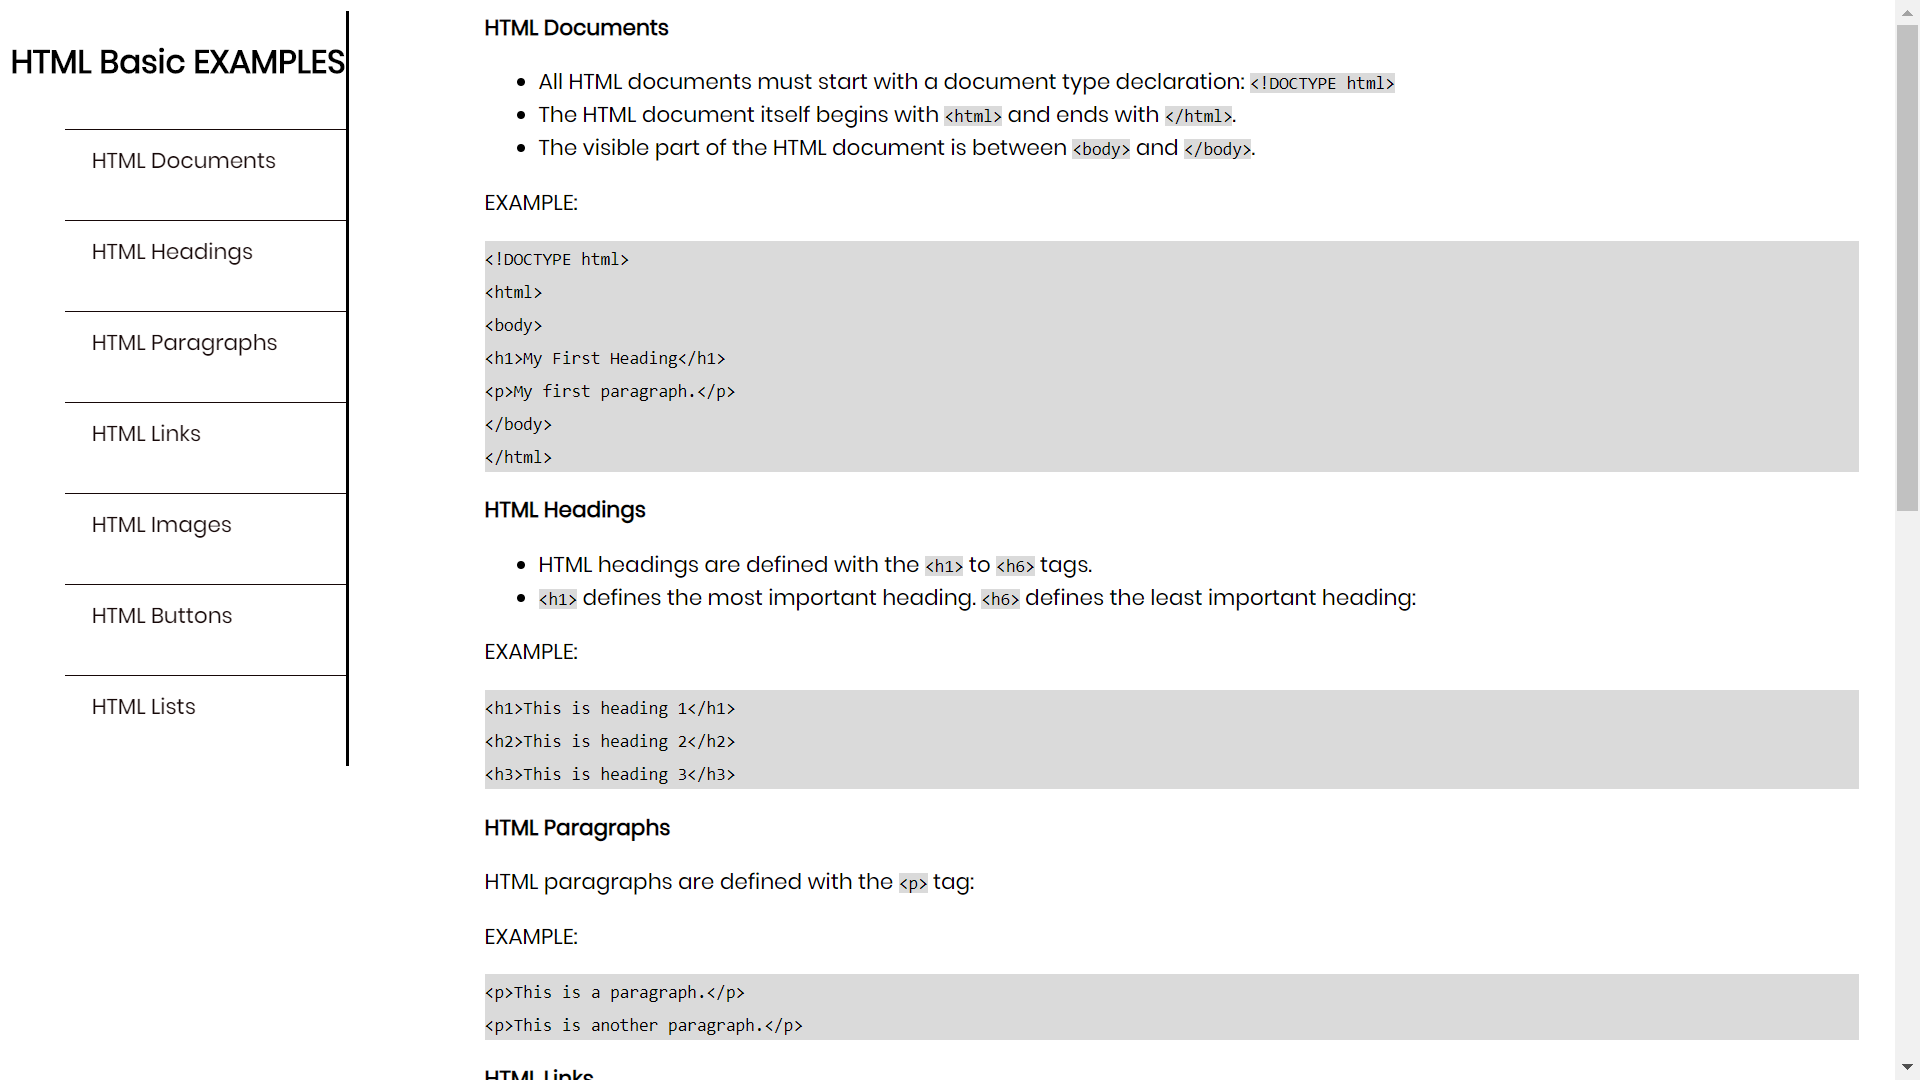 HTML Basic EXAMPLES
HTML Documents
HTML Headings
HTML Paragraphs
HTML Links
HTML Images
HTML Buttons
HTML Lists
HTML Documents
All HTML documents must start with a document type declaration: <!DOCTYPE html>
The HTML document itself begins with <html> and ends with </html>.
The visible part of the HTML document is between <body> and </body>.
EXAMPLE:
<!DOCTYPE html>
<html>
<body>
<h1>My First Heading</h1>
<p>My first paragraph.</p>
</body>
</html>
HTML Headings
HTML headings are defined with the <h1> to <h6> tags.
<h1> defines the most important heading. <h6> defines the least important heading:
EXAMPLE:
<h1>This is heading 1</h1>
<h2>This is heading 2</h2>
<h3>This is heading 3</h3>
HTML Paragraphs
HTML paragraphs are defined with the <p> tag:
EXAMPLE:
<p>This is a paragraph.</p>
<p>This is another paragraph.</p>
HTML Links